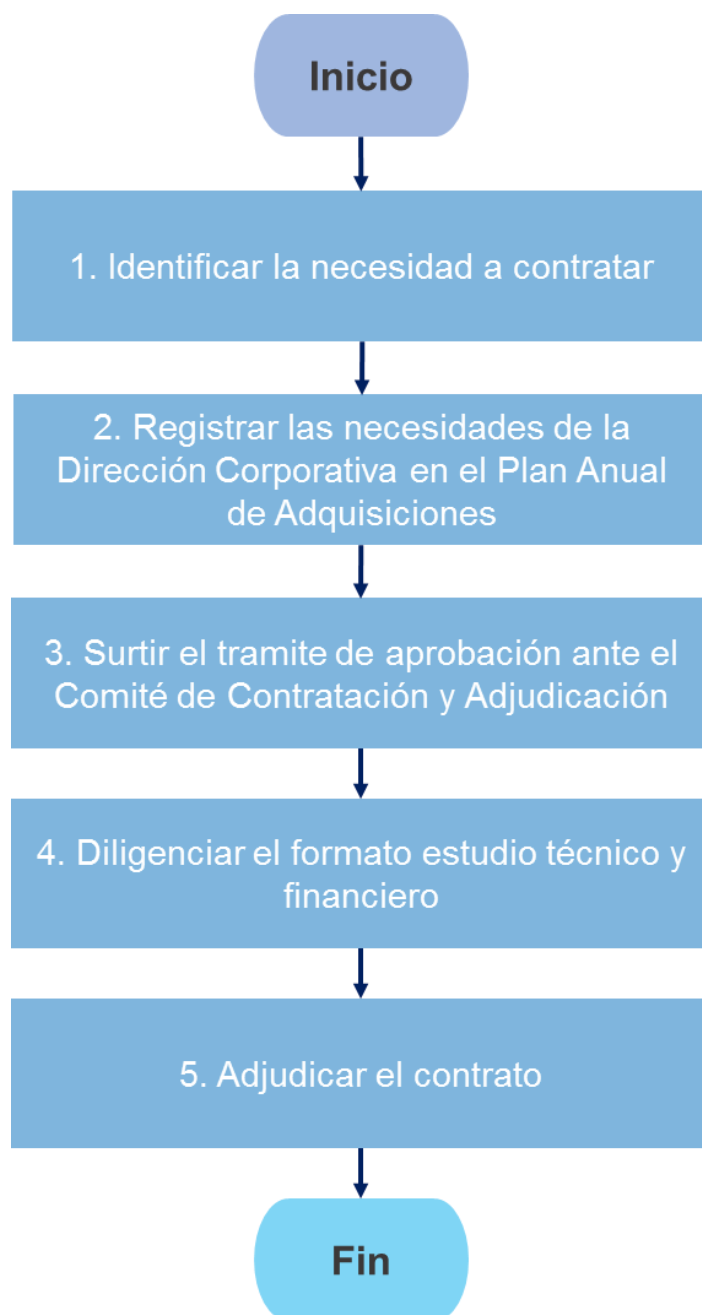 Inicio
1. Identificar la necesidad a contratar
2. Registrar las necesidades de la
Dirección Corporativa en el Plan Anual
de Adquisiciones
3. Surtir el tramite de aprobación ante el
Comité de Contratación y Adjudicación
4. Diligenciar el formato estudio técnico y
financiero
5. Adjudicar el contrato
Fin